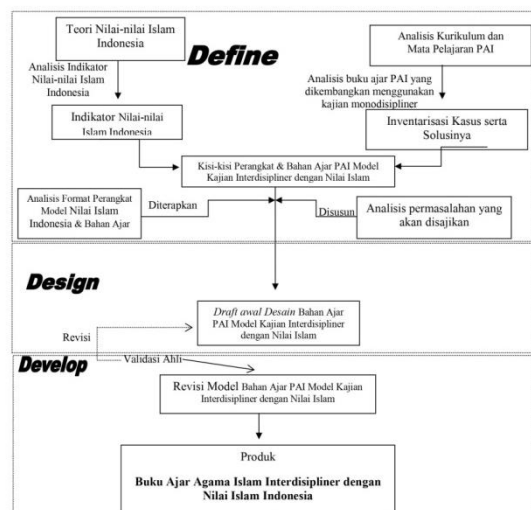 Teori Nilai-nilai Islam
Indonesia
Define
Analisis Kurikulum dan
Mata Pelajaran PAI
Analisis Indikator
Nilai-nilai Islam
Indonesia
Analisis buku ajar PAI yang
dikembangkan menggunakan
kajian monodisipliner
Indikator Nilai-nilai
Islam Indonesia
Inventarisasi Kasus serta
Solusinya
Kisi-kisi Perangkat & Bahan Ajar PAI Model
Kajian Interdisipliner dengan Nilai Islam
Analisis Format Perangkat
Model Nilai Islam
Indonesia & Bahan Ajar
Diterapkan
Disusun
Analisis permasalahan yang
akan disajikan
Design
Draft awal Desain Bahan Ajar
PAI Model Kajian Interdisipliner
dengan Nilai Islam
Revisi
Validasi Ahli
Develop
Revisi Model Bahan Ajar PAI Model Kajian
Interdisipliner dengan Nilai Islam
Produk
Buku Ajar Agama Islam Interdisipliner dengan
Nilai Islam Indonesia